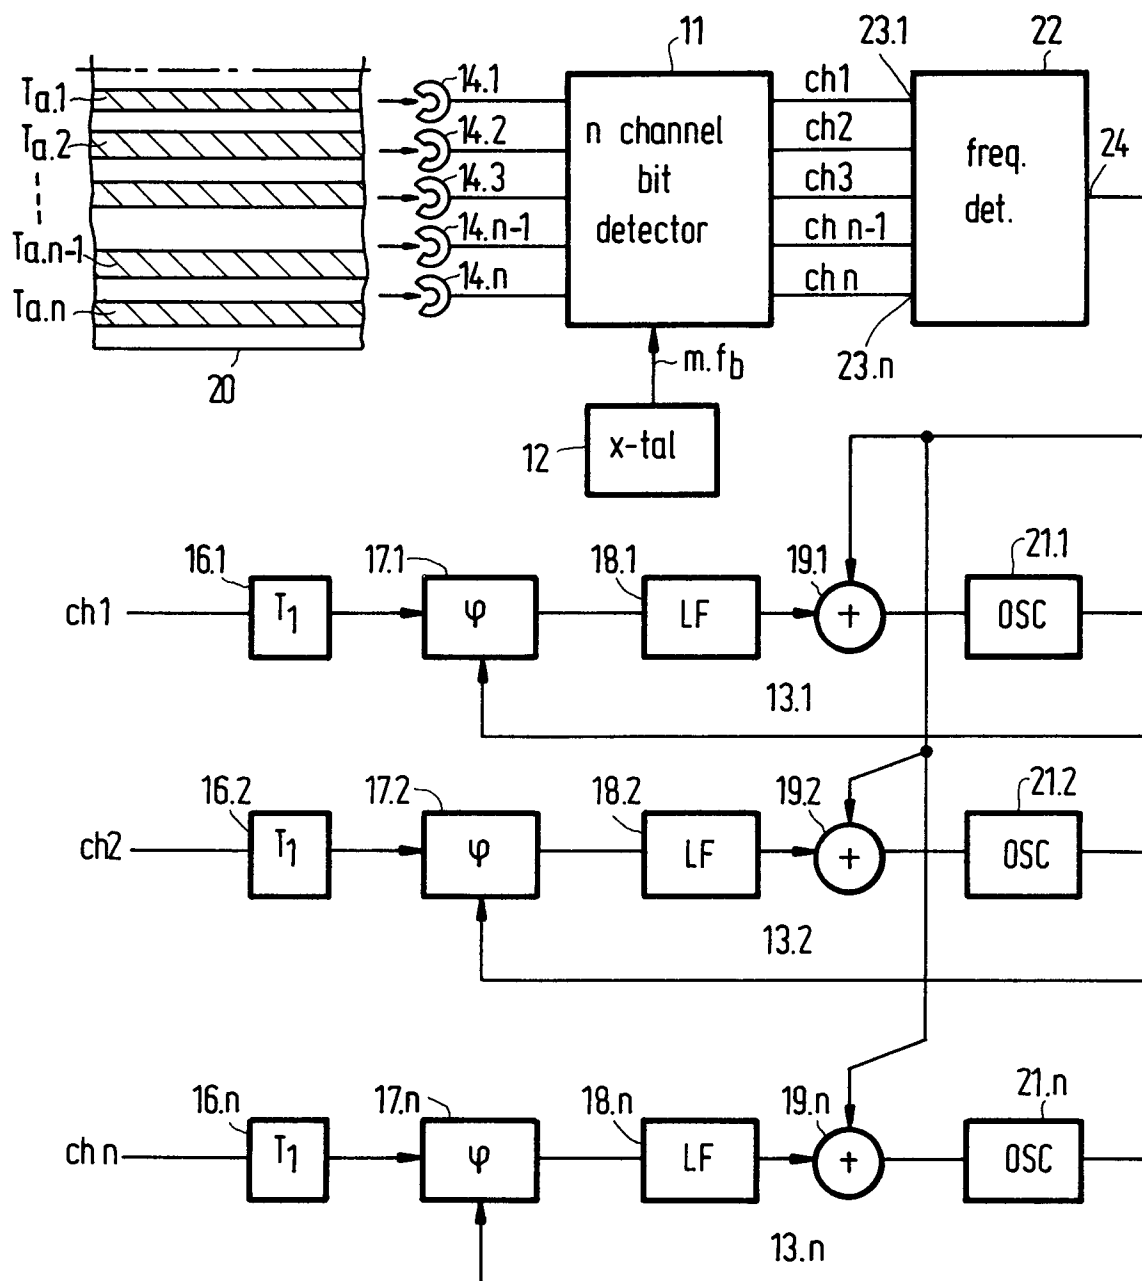 11
23.1
22
Ta.1
14.1
ch1
Ta.2
14.2
n channel
bit
detector
ch2
freq.
det.
24
14.3
ch3
14.n-1
ch n-1
Ta.n-1
14.n
ch n
Ta.n
20
m.fb
23.n
12
x-tal
16.1
17.1
18.1
19.1
21.1
ch1
T1
φ
LF
+
OSC
13.1
16.2
17.2
18.2
19.2
21.2
ch2
T1
φ
LF
+
OSC
13.2
16.n
17.n
18.n
19.n
21.n
ch n
T1
φ
LF
+
OSC
13.n